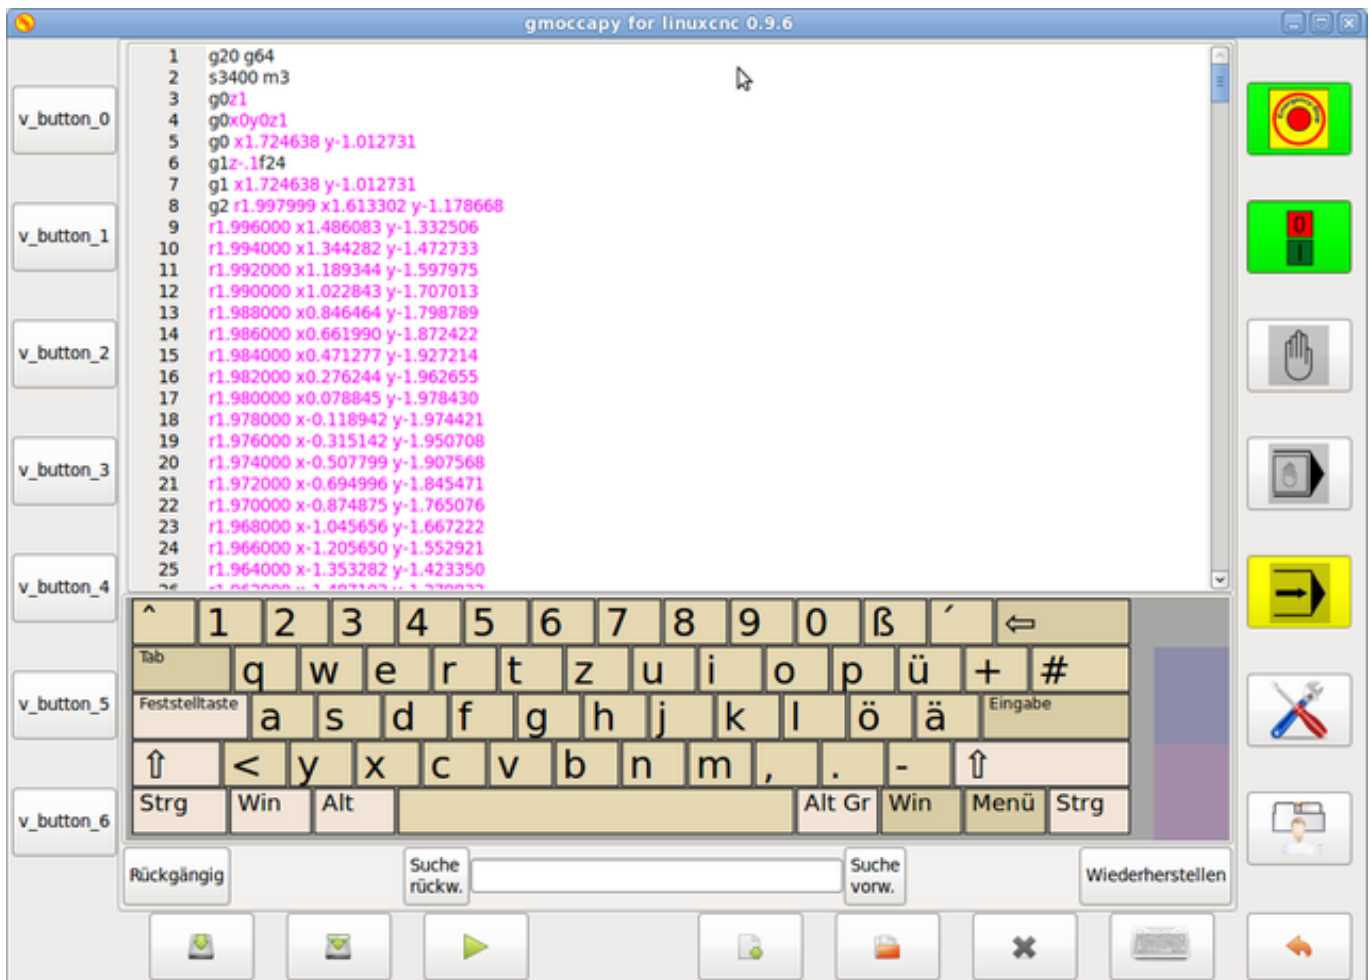 gmoccapy for linuxcnc 0.9.6
v_button_0
v_button_1
v_button_2
v_button_3
v_button_4
v_button_5
v_button_6
1 g20 g64
2 s3400 m3
3 g0z1
4 g0x0y0z1
5 g0 x1.724638 y-1.012731
6 g1z-.1f24
7 g1 x1.724638 y-1.012731
8 g2 r1.997999 x1.613302 y-1.178668
9 r1.996000 x1.486083 y-1.332506
10 r1.994000 x1.344282 y-1.472733
11 r1.992000 x1.189344 y-1.597975
12 r1.990000 x1.022843 y-1.707013
13 r1.988000 x0.846464 y-1.798789
14 r1.986000 x0.661990 y-1.872422
15 r1.984000 x0.471277 y-1.927214
16 r1.982000 x0.276244 y-1.962655
17 r1.980000 x0.078845 y-1.978430
18 r1.978000 x-0.118942 y-1.974421
19 r1.976000 x-0.315142 y-1.950708
20 r1.974000 x-0.507799 y-1.907568
21 r1.972000 x-0.694996 y-1.845471
22 r1.970000 x-0.874875 y-1.765076
23 r1.968000 x-1.045656 y-1.667222
24 r1.966000 x-1.205650 y-1.552921
25 r1.964000 x-1.353282 y-1.423350
^ 1 2 3 4 5 6 7 8 9 0 ß ´ ⇦
Tab q w e r t z u i o p ü + #
Feststelltaste a s d f g h j k l ö ä Eingabe
⇧ < y x c v b n m , . - ⇧
Strg Win Alt Alt Gr Win Menü Strg
Rückgängig
Suche
rückw.
Suche
vorw.
Wiederherstellen
0
I